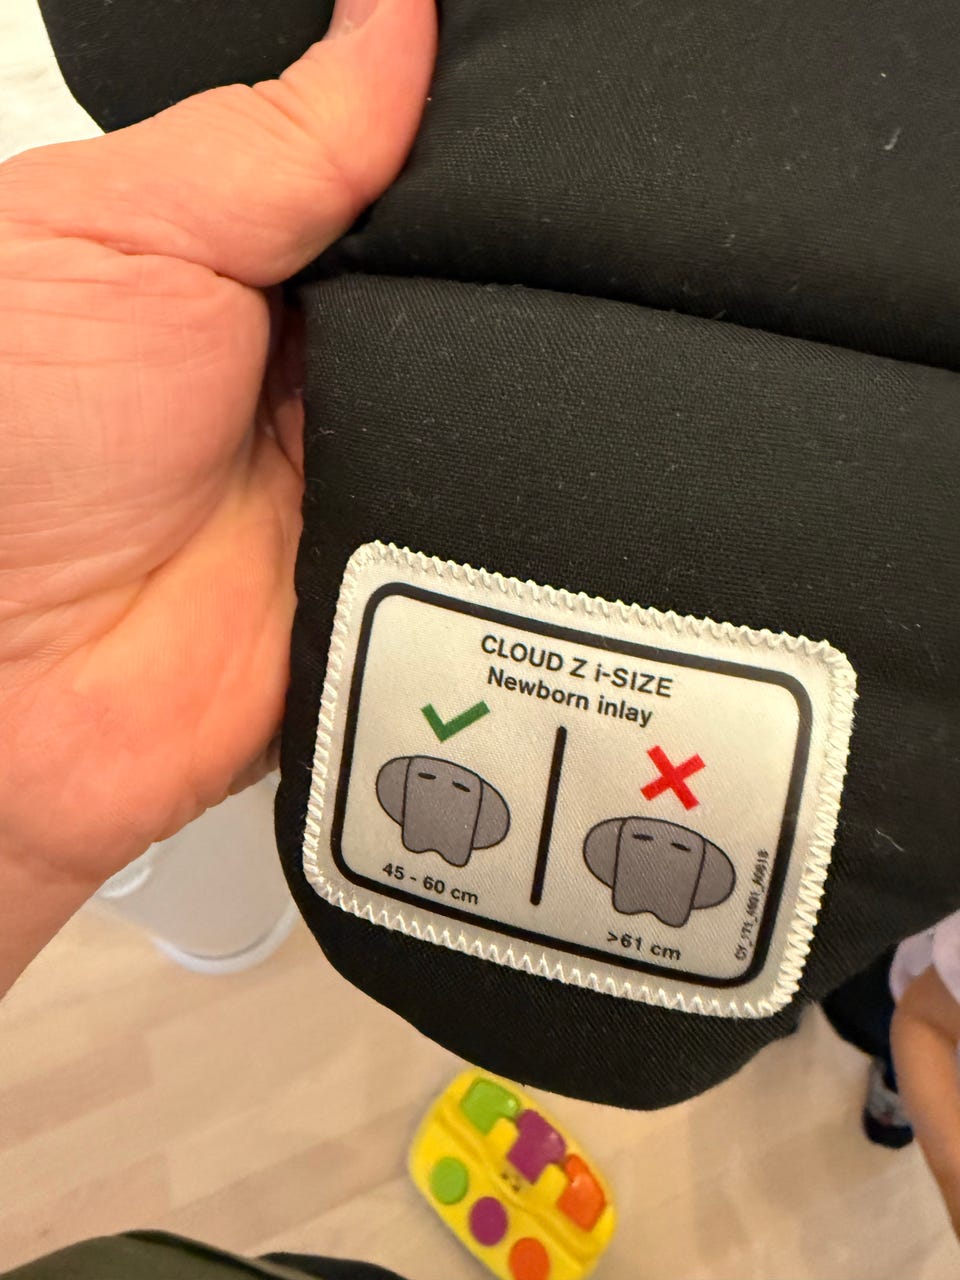 CLOUD Z i-SIZE
Newborn inlay
45 - 60 cm
>61 cm